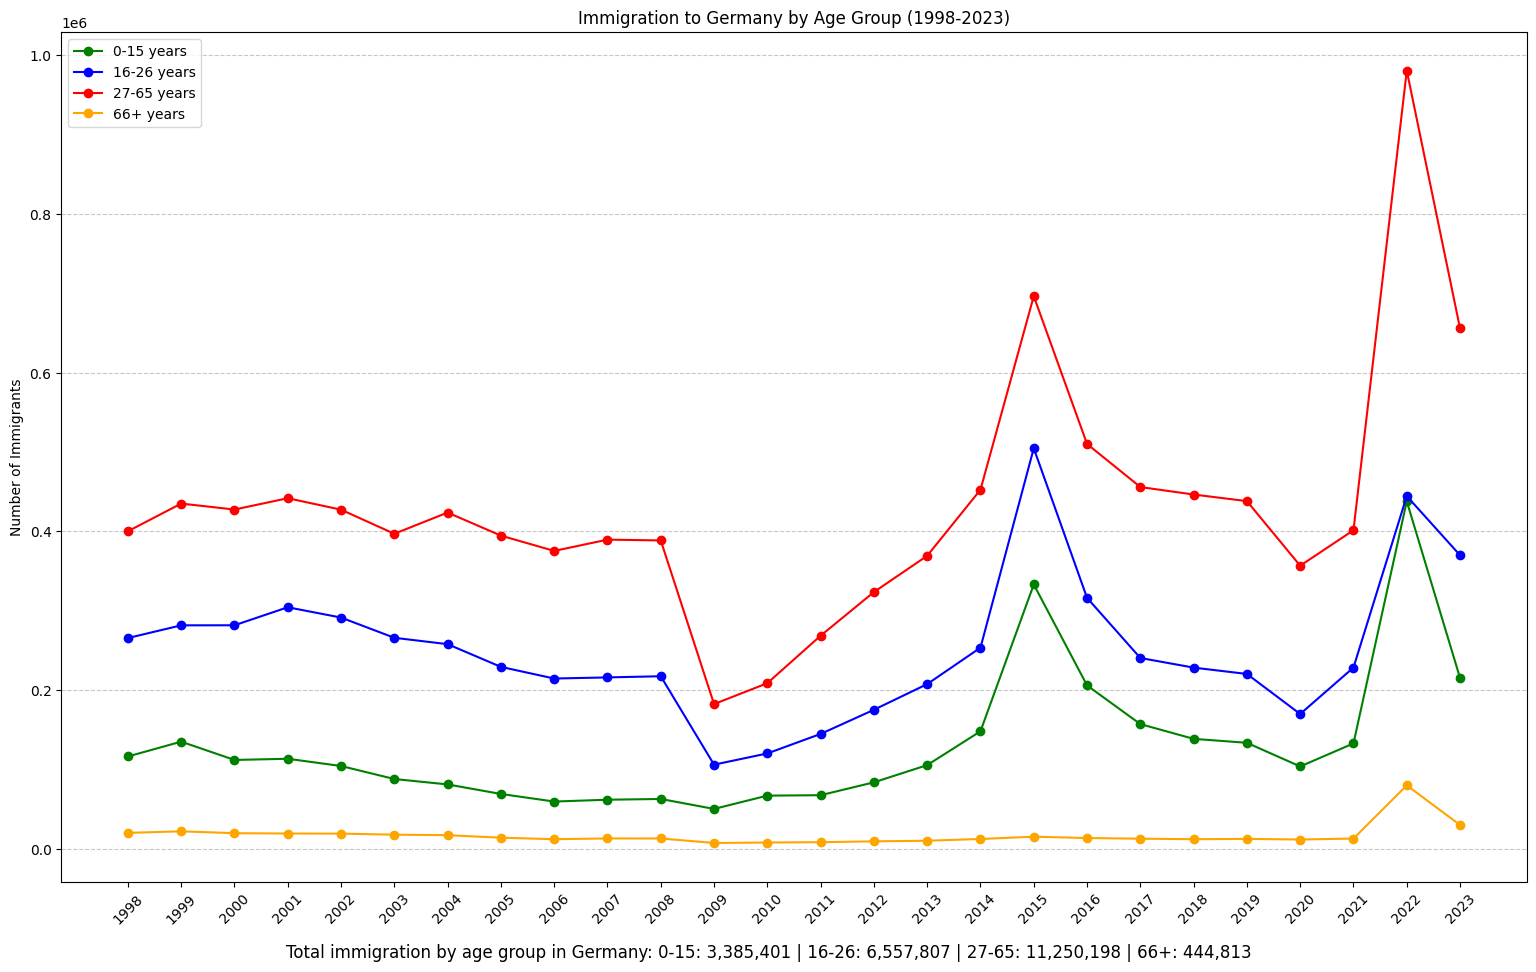 Immigration to Germany by Age Group (1998-2023)
1e6
0-15 years
16-26 years
27-65 years
66+ years
Number of Immigrants
1.0
0.8
0.6
0.4
0.2
0.0
1998 1999 2000 2001 2002 2003 2004 2005 2006 2007 2008 2009 2010 2011 2012 2013 2014 2015 2016 2017 2018 2019 2020 2021 2022 2023
Total immigration by age group in Germany: 0-15: 3,385,401 | 16-26: 6,557,807 | 27-65: 11,250,198 | 66+: 444,813